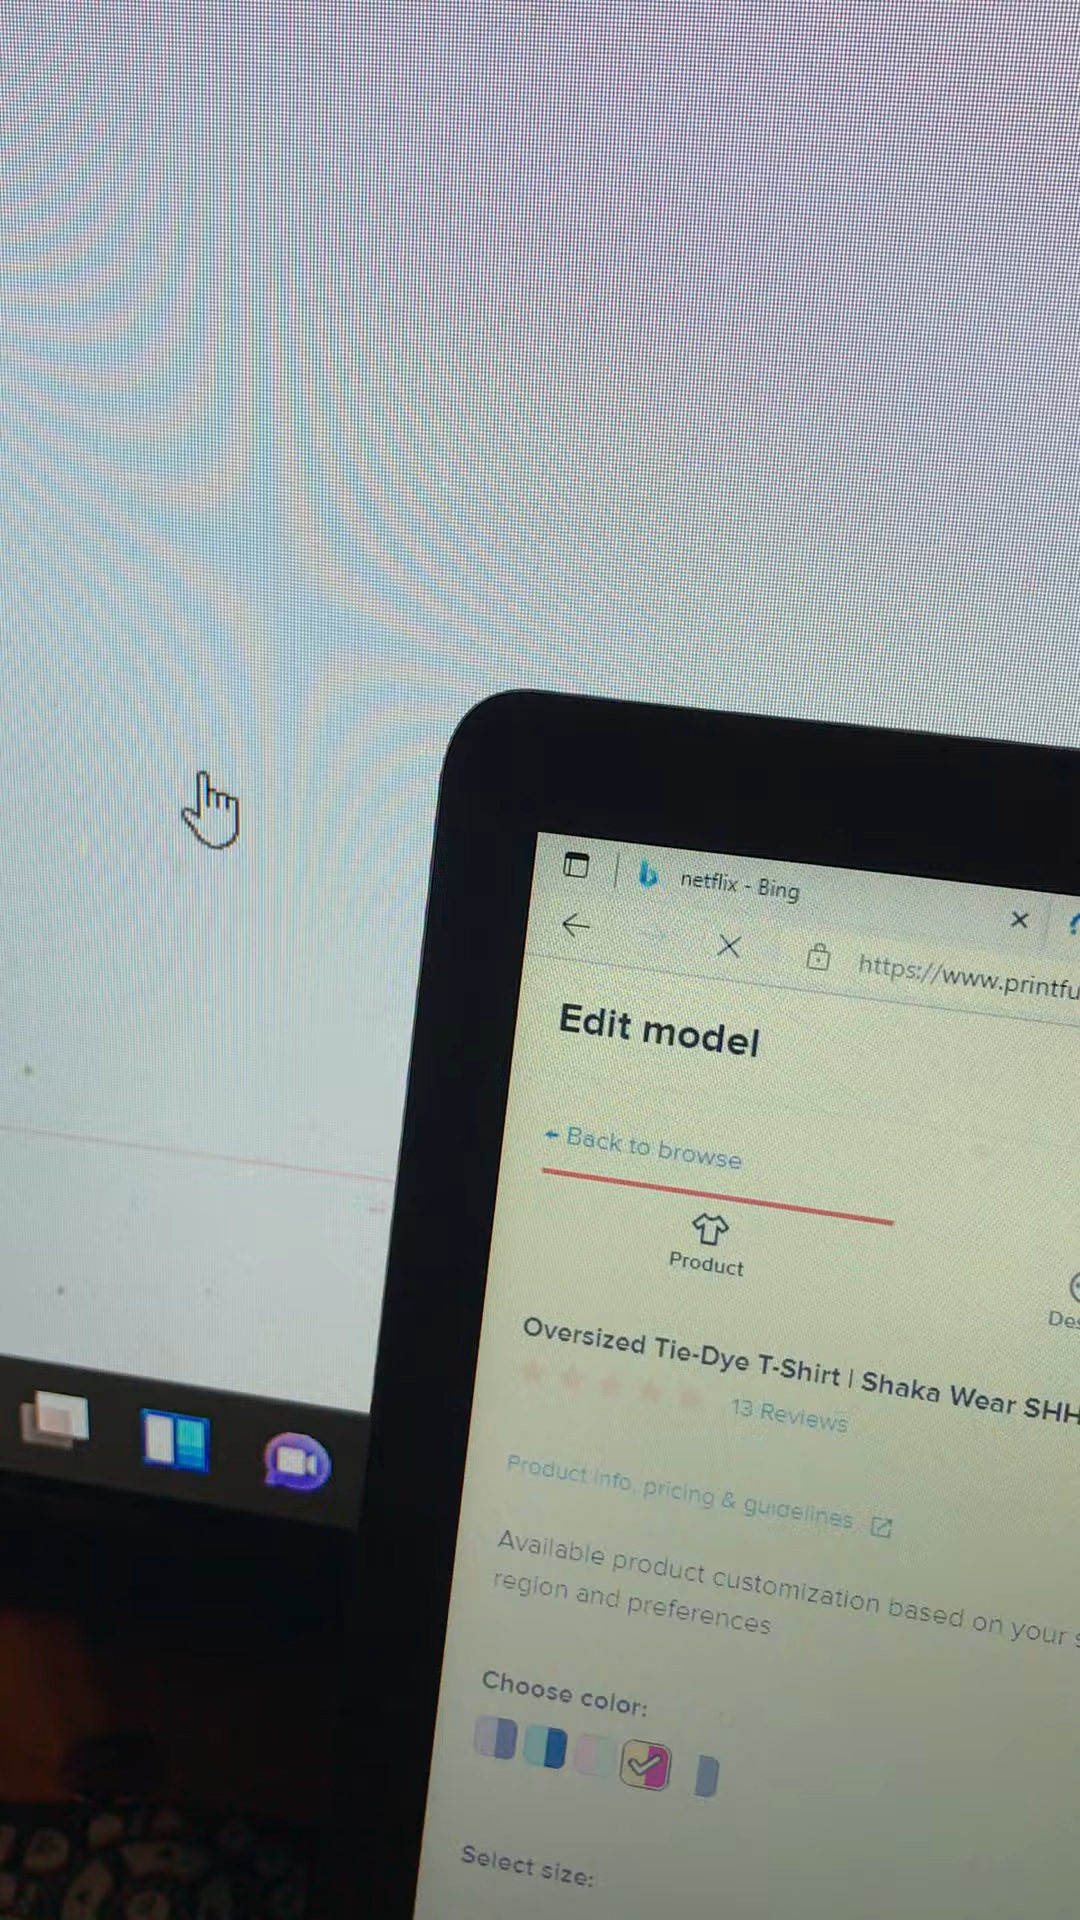 netflix - Bing
https://www.printfu
Edit model
Back to browse
Product
Des
Oversized Tie-Dye T-Shirt | Shaka Wear SHH
13 Reviews
Product info, pricing & guidelines
Available product customization based on your s
region and preferences
Choose color:
Select size: